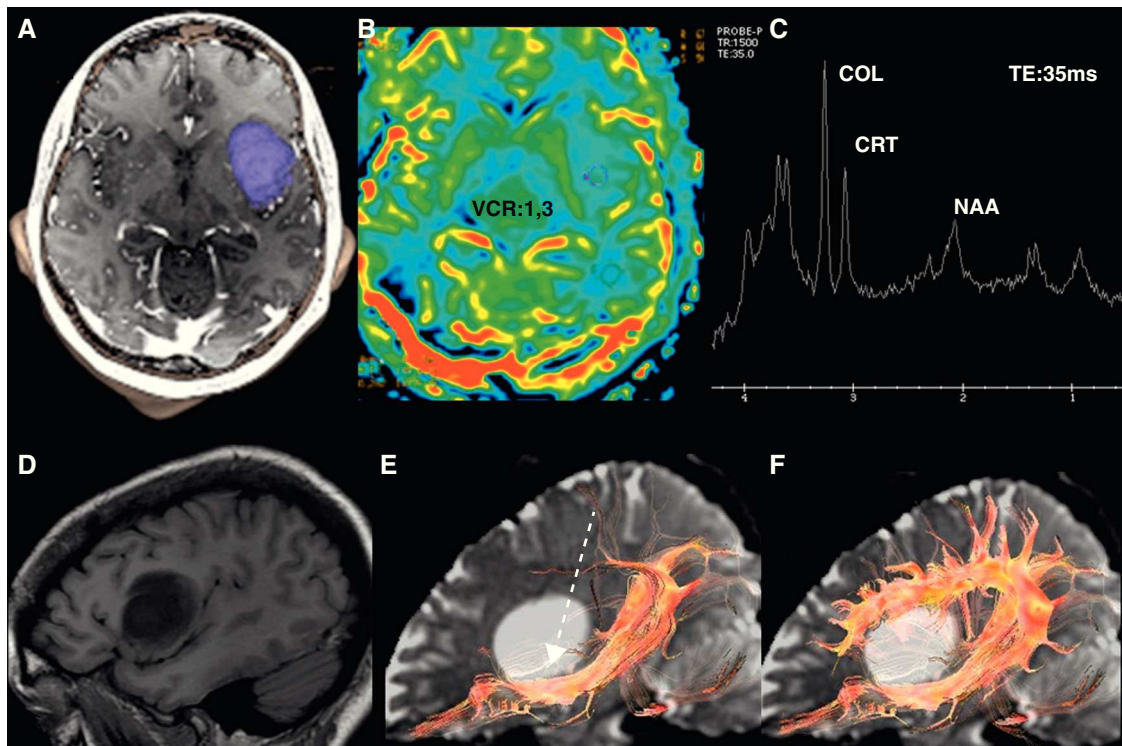 A
B
PROBE-P
TR:1500
TE:35.0
C
COL
TE:35ms
CRT
VCR:1,3
NAA
4 3 2 1
D
E
F